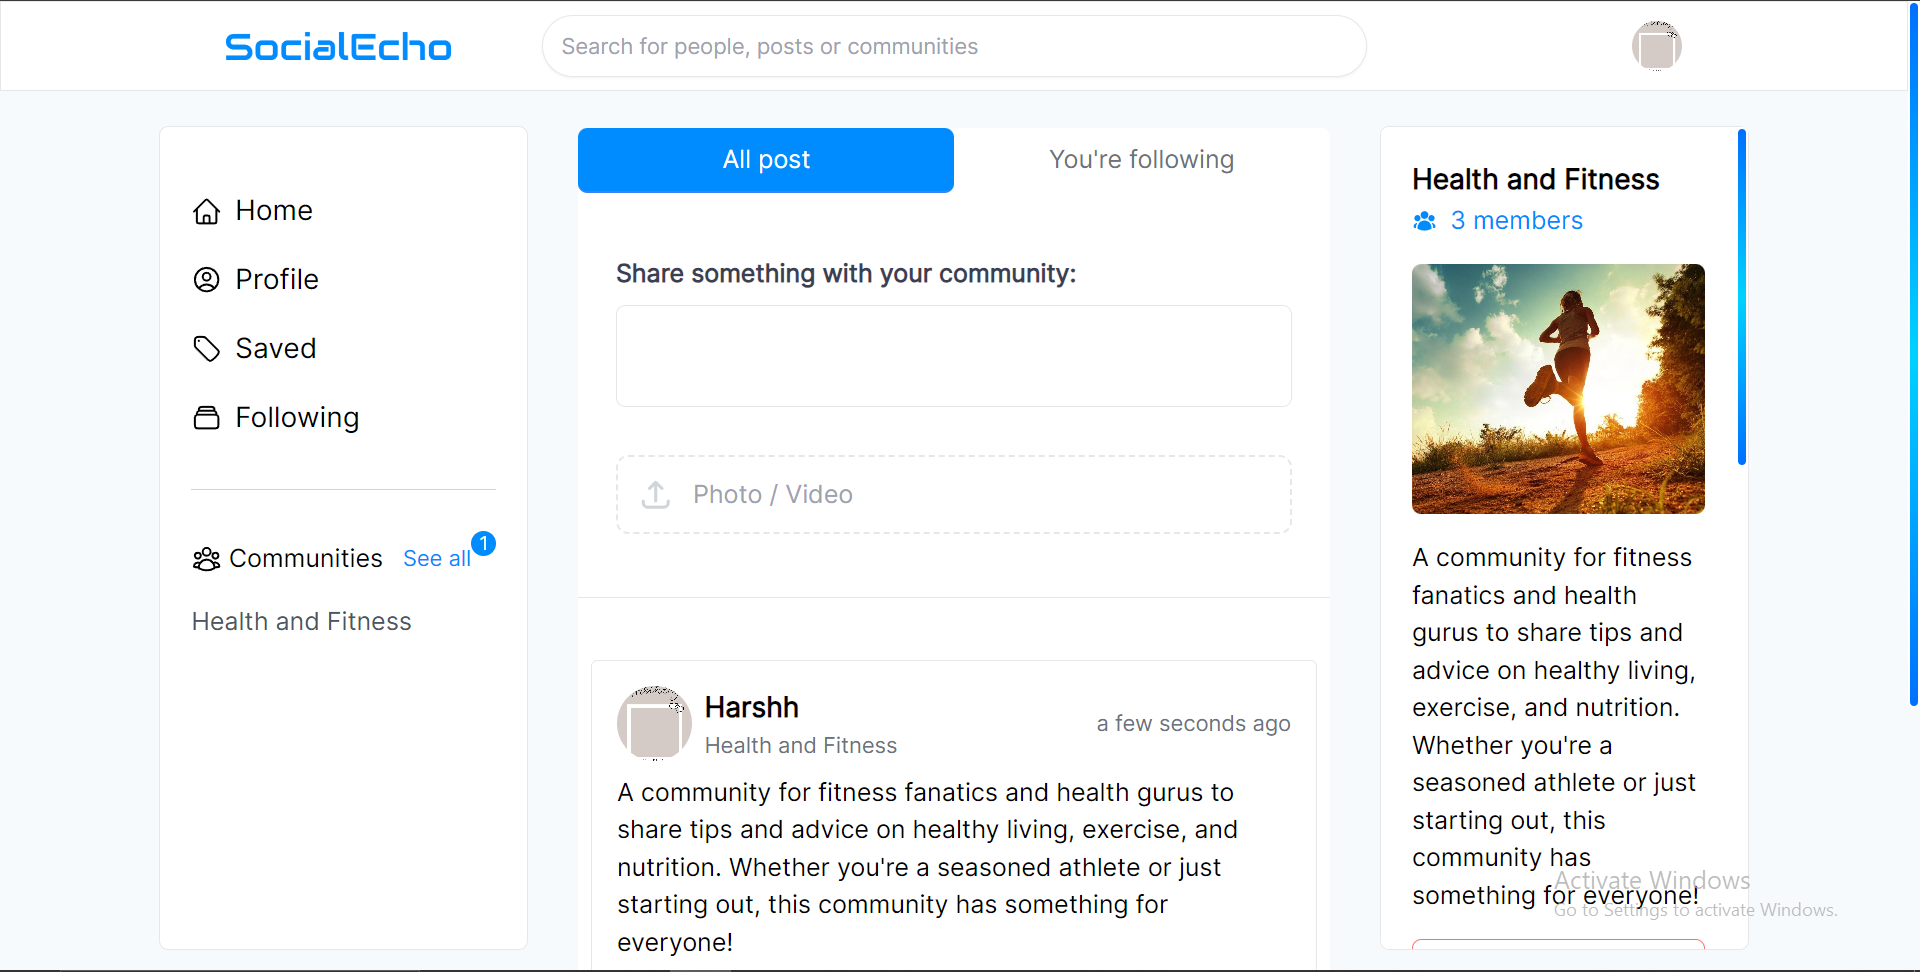 SocialEcho
Search for people, posts or communities
Home
Profile
Saved
Following
Communities
See all
1
Health and Fitness
All post
You're following
Share something with your community:
Photo / Video
Harshh
Health and Fitness
a few seconds ago
A community for fitness fanatics and health gurus to
share tips and advice on healthy living, exercise, and
nutrition. Whether you're a seasoned athlete or just
starting out, this community has something for
everyone!
Health and Fitness
3 members
A community for fitness
fanatics and health
gurus to share tips and
advice on healthy living,
exercise, and nutrition.
Whether you're a
seasoned athlete or just
starting out, this
community has
something for everyone!
Activate Windows
Go to Settings to activate Windows.